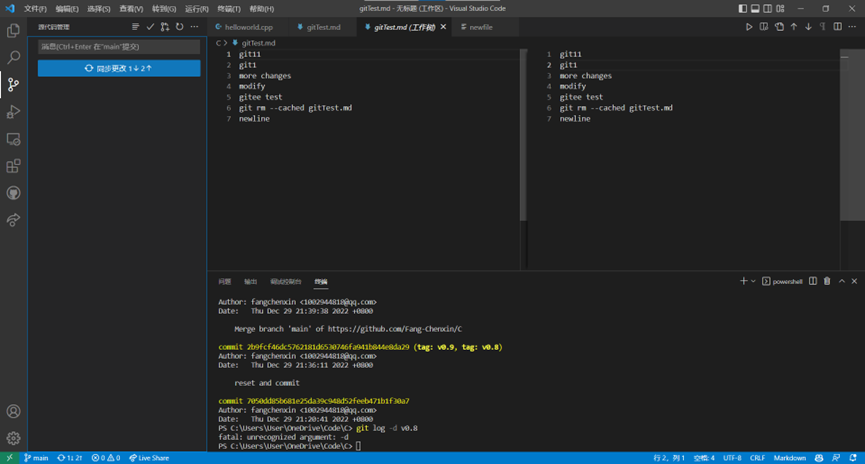 文件(F) 编辑(E) 选择(S) 查看(V) 转到(G) 运行(R) 终端(T) 帮助(H) gitTest.md - 无标题 (工作区) - Visual Studio Code
源代码管理
helloworld.cpp gitTest.md gitTest.md (工作树) newfile
消息(Ctrl+Enter 在"main"提交)
同步更改 1↓ 2↑
C > gitTest.md
1 git11
2 git1
3 more changes
4 modify
5 gitee test
6 git rm --cached gitTest.md
7 newline
1 git11
2 git1
3 more changes
4 modify
5 gitee test
6 git rm --cached gitTest.md
7 newline
问题 输出 调试控制台 终端 powershell
Author: fangchenxin <1002944818@qq.com>
Date: Thu Dec 29 21:39:38 2022 +0800
Merge branch 'main' of https://github.com/Fang-Chenxin/C
commit 2b9fcf46dc5762181d6530746fa941b844e8da29 (tag: v0.9, tag: v0.8)
Author: fangchenxin <1002944818@qq.com>
Date: Thu Dec 29 21:36:11 2022 +0800
reset and commit
commit 7050dd85b681e25da39c948d52feeb471b1f30a7
Author: fangchenxin <1002944818@qq.com>
Date: Thu Dec 29 21:20:41 2022 +0800
PS C:\Users\User\OneDrive\Code\C> git log -d v0.8
fatal: unrecognized argument: -d
PS C:\Users\User\OneDrive\Code\C>
main 1↓ 2↑ 0 0 Live Share 行 2，列 1 空格: 4 UTF-8 CRLF Markdown